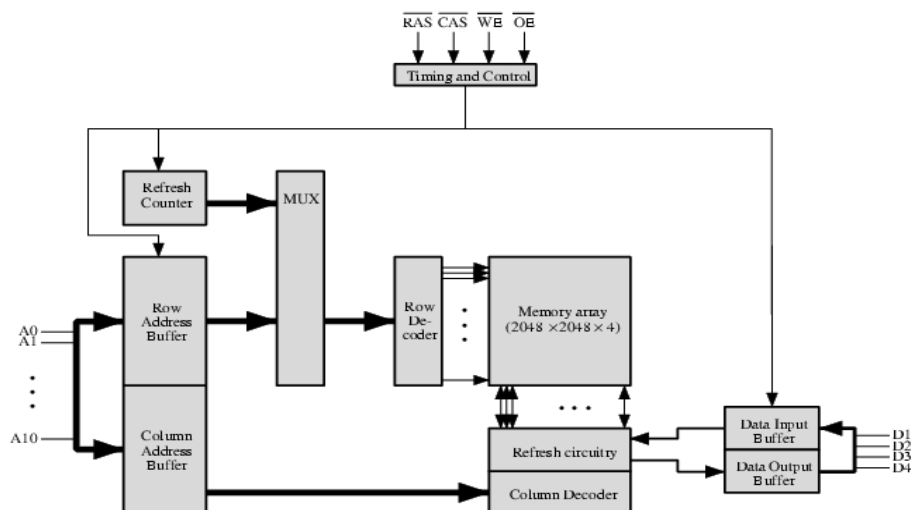 RAS CAS WE OE
Timing and Control
Refresh
Counter
MUX
Row
Address
Buffer
Row
De-
coder
Memory array
(2048 ×2048×4)
A0
A1
A10
Column
Address
Buffer
Refresh circuitry
Column Decoder
Data Input
Buffer
Data Output
Buffer
D1
D2
D3
D4